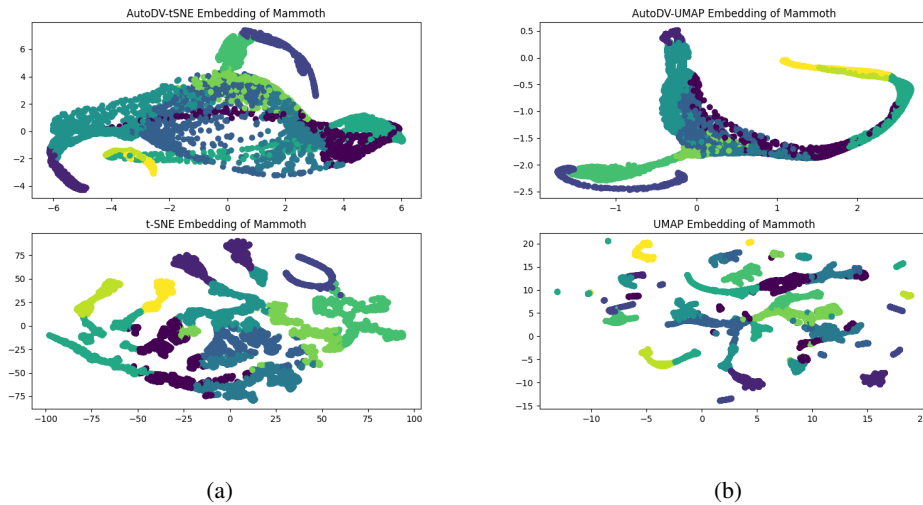 AutoDV-tSNE Embedding of Mammoth
6
4
2
0
−2
−4
−6 −4 −2 0 2 4 6
t-SNE Embedding of Mammoth
75
50
25
0
−25
−50
−75
−100 −75 −50 −25 0 25 50 75 100
(a)
AutoDV-UMAP Embedding of Mammoth
0.5
0.0
−0.5
−1.0
−1.5
−2.0
−2.5
−1 0 1 2
UMAP Embedding of Mammoth
20
15
10
5
0
−5
−10
−15
−10 −5 0 5 10 15 20
(b)